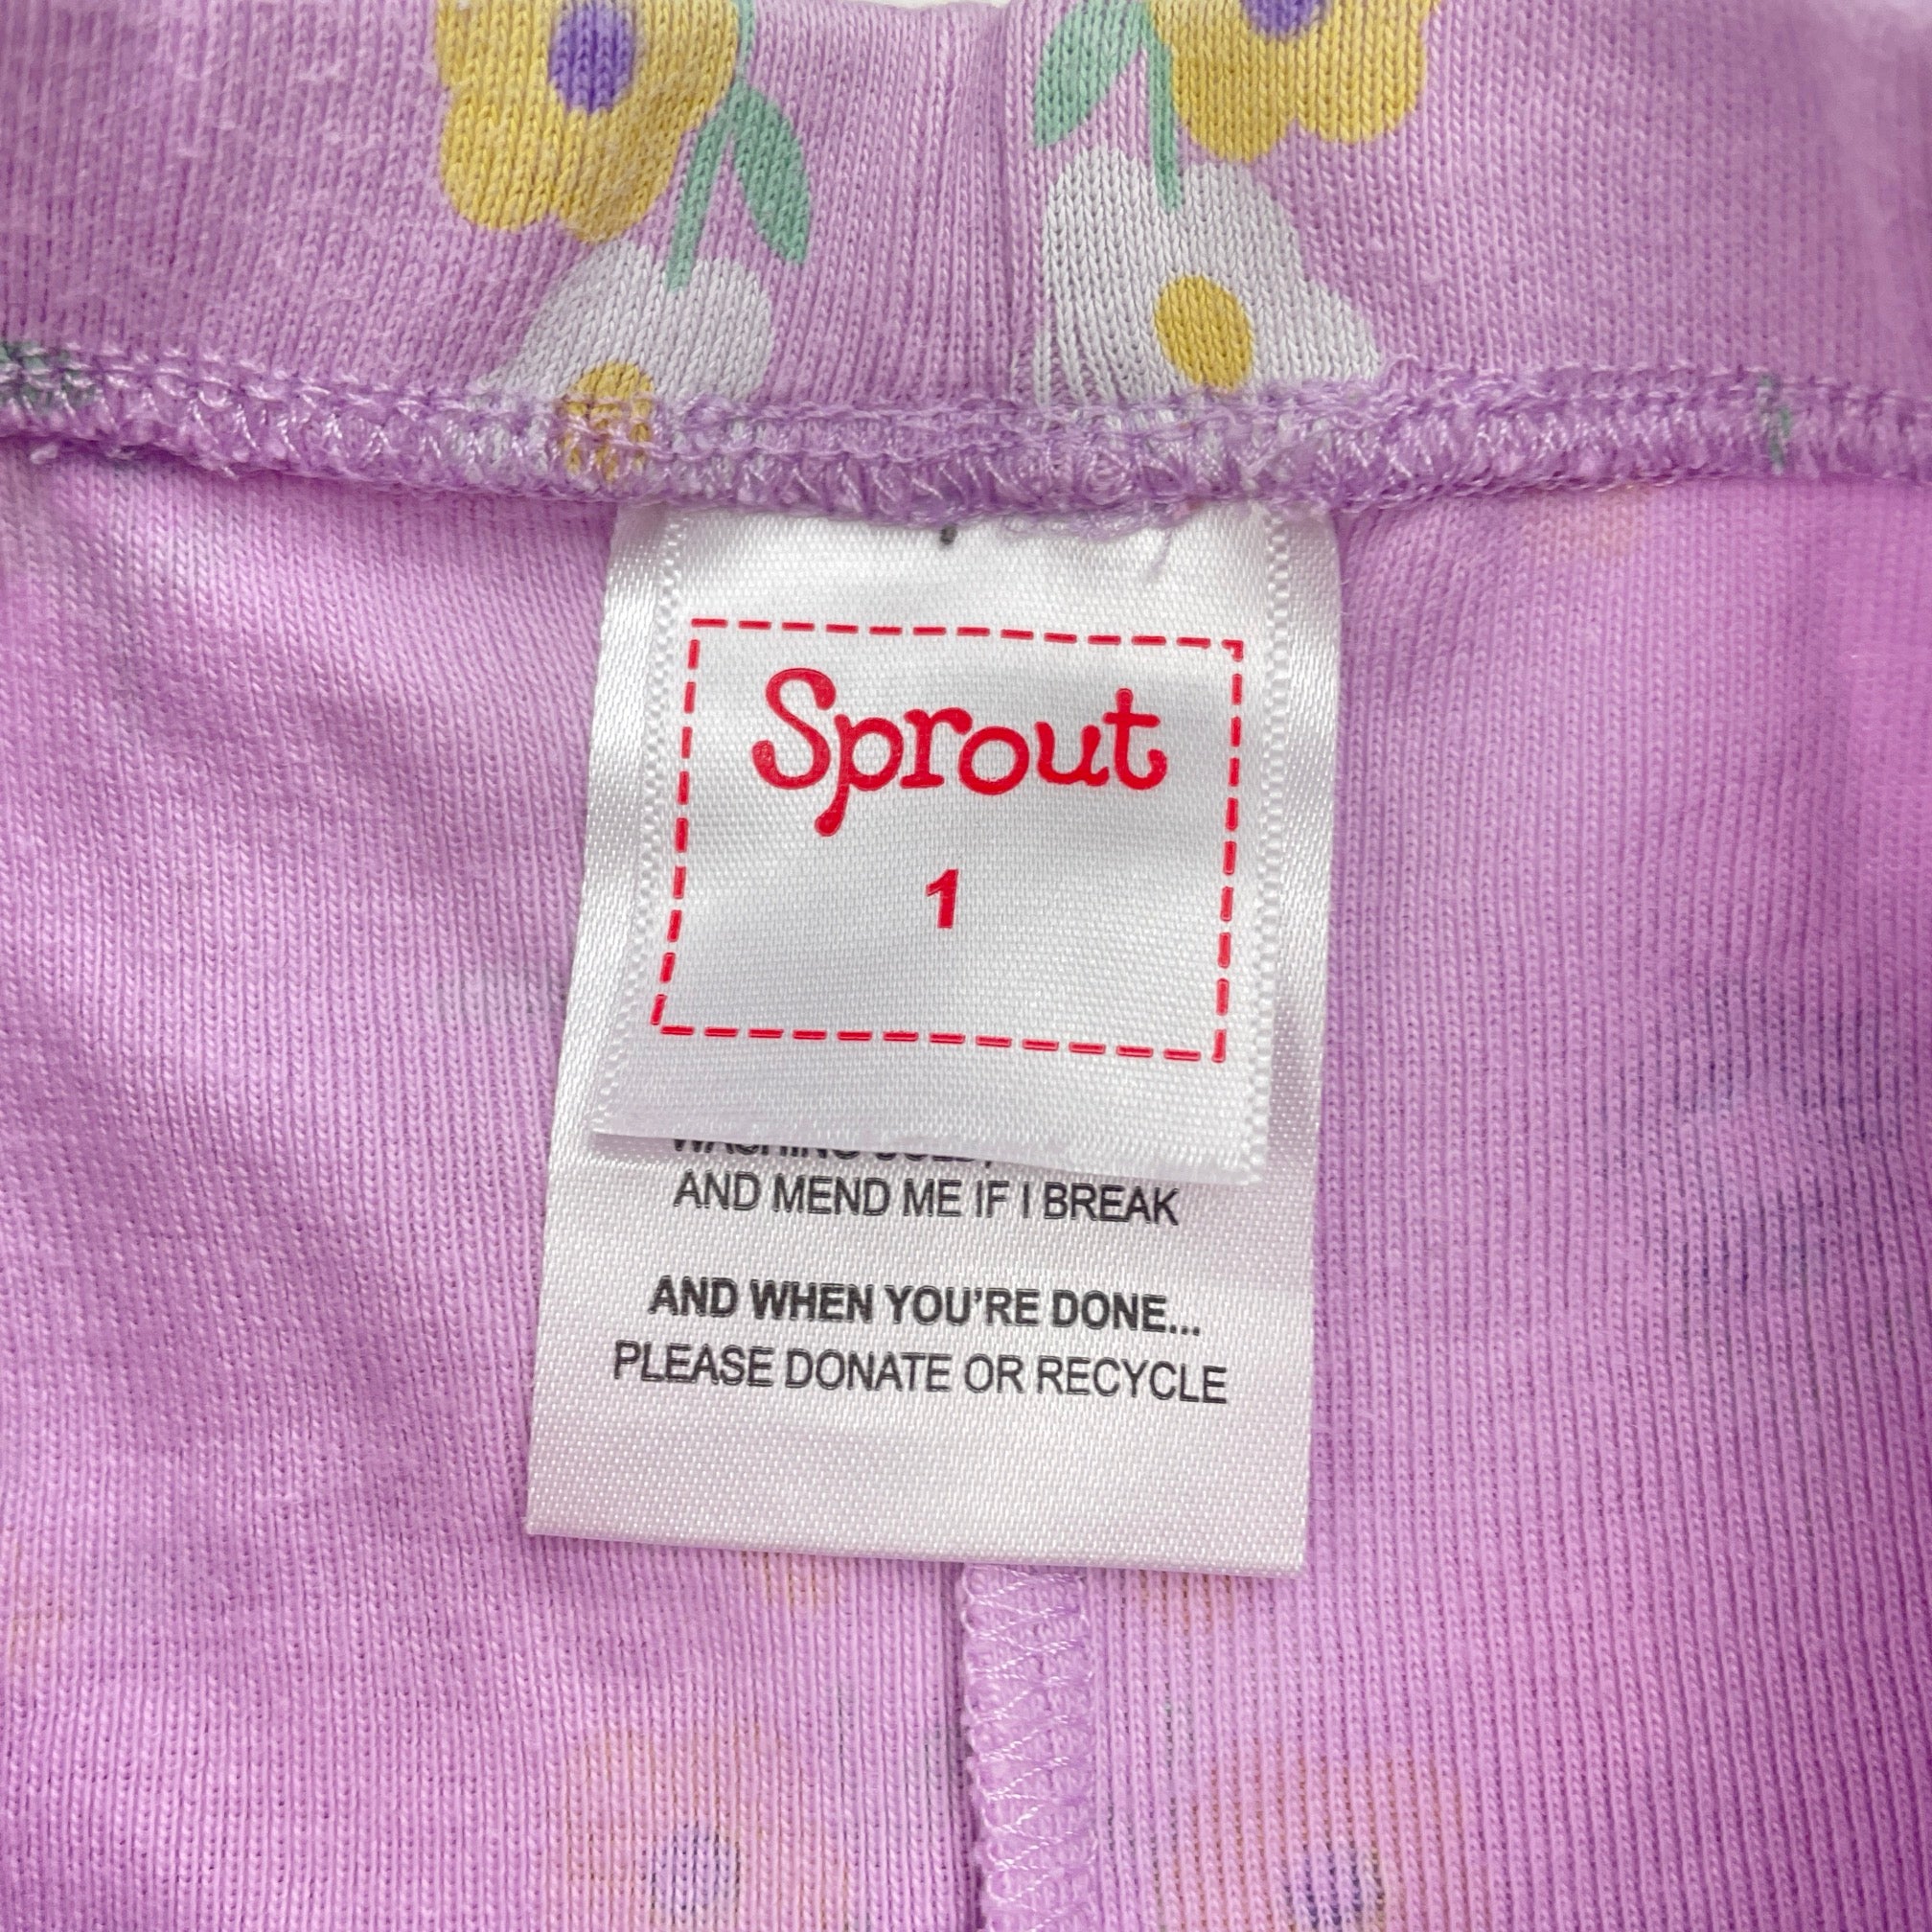 Sprout
1
AND MEND ME IF I BREAK
AND WHEN YOU'RE DONE...
PLEASE DONATE OR RECYCLE